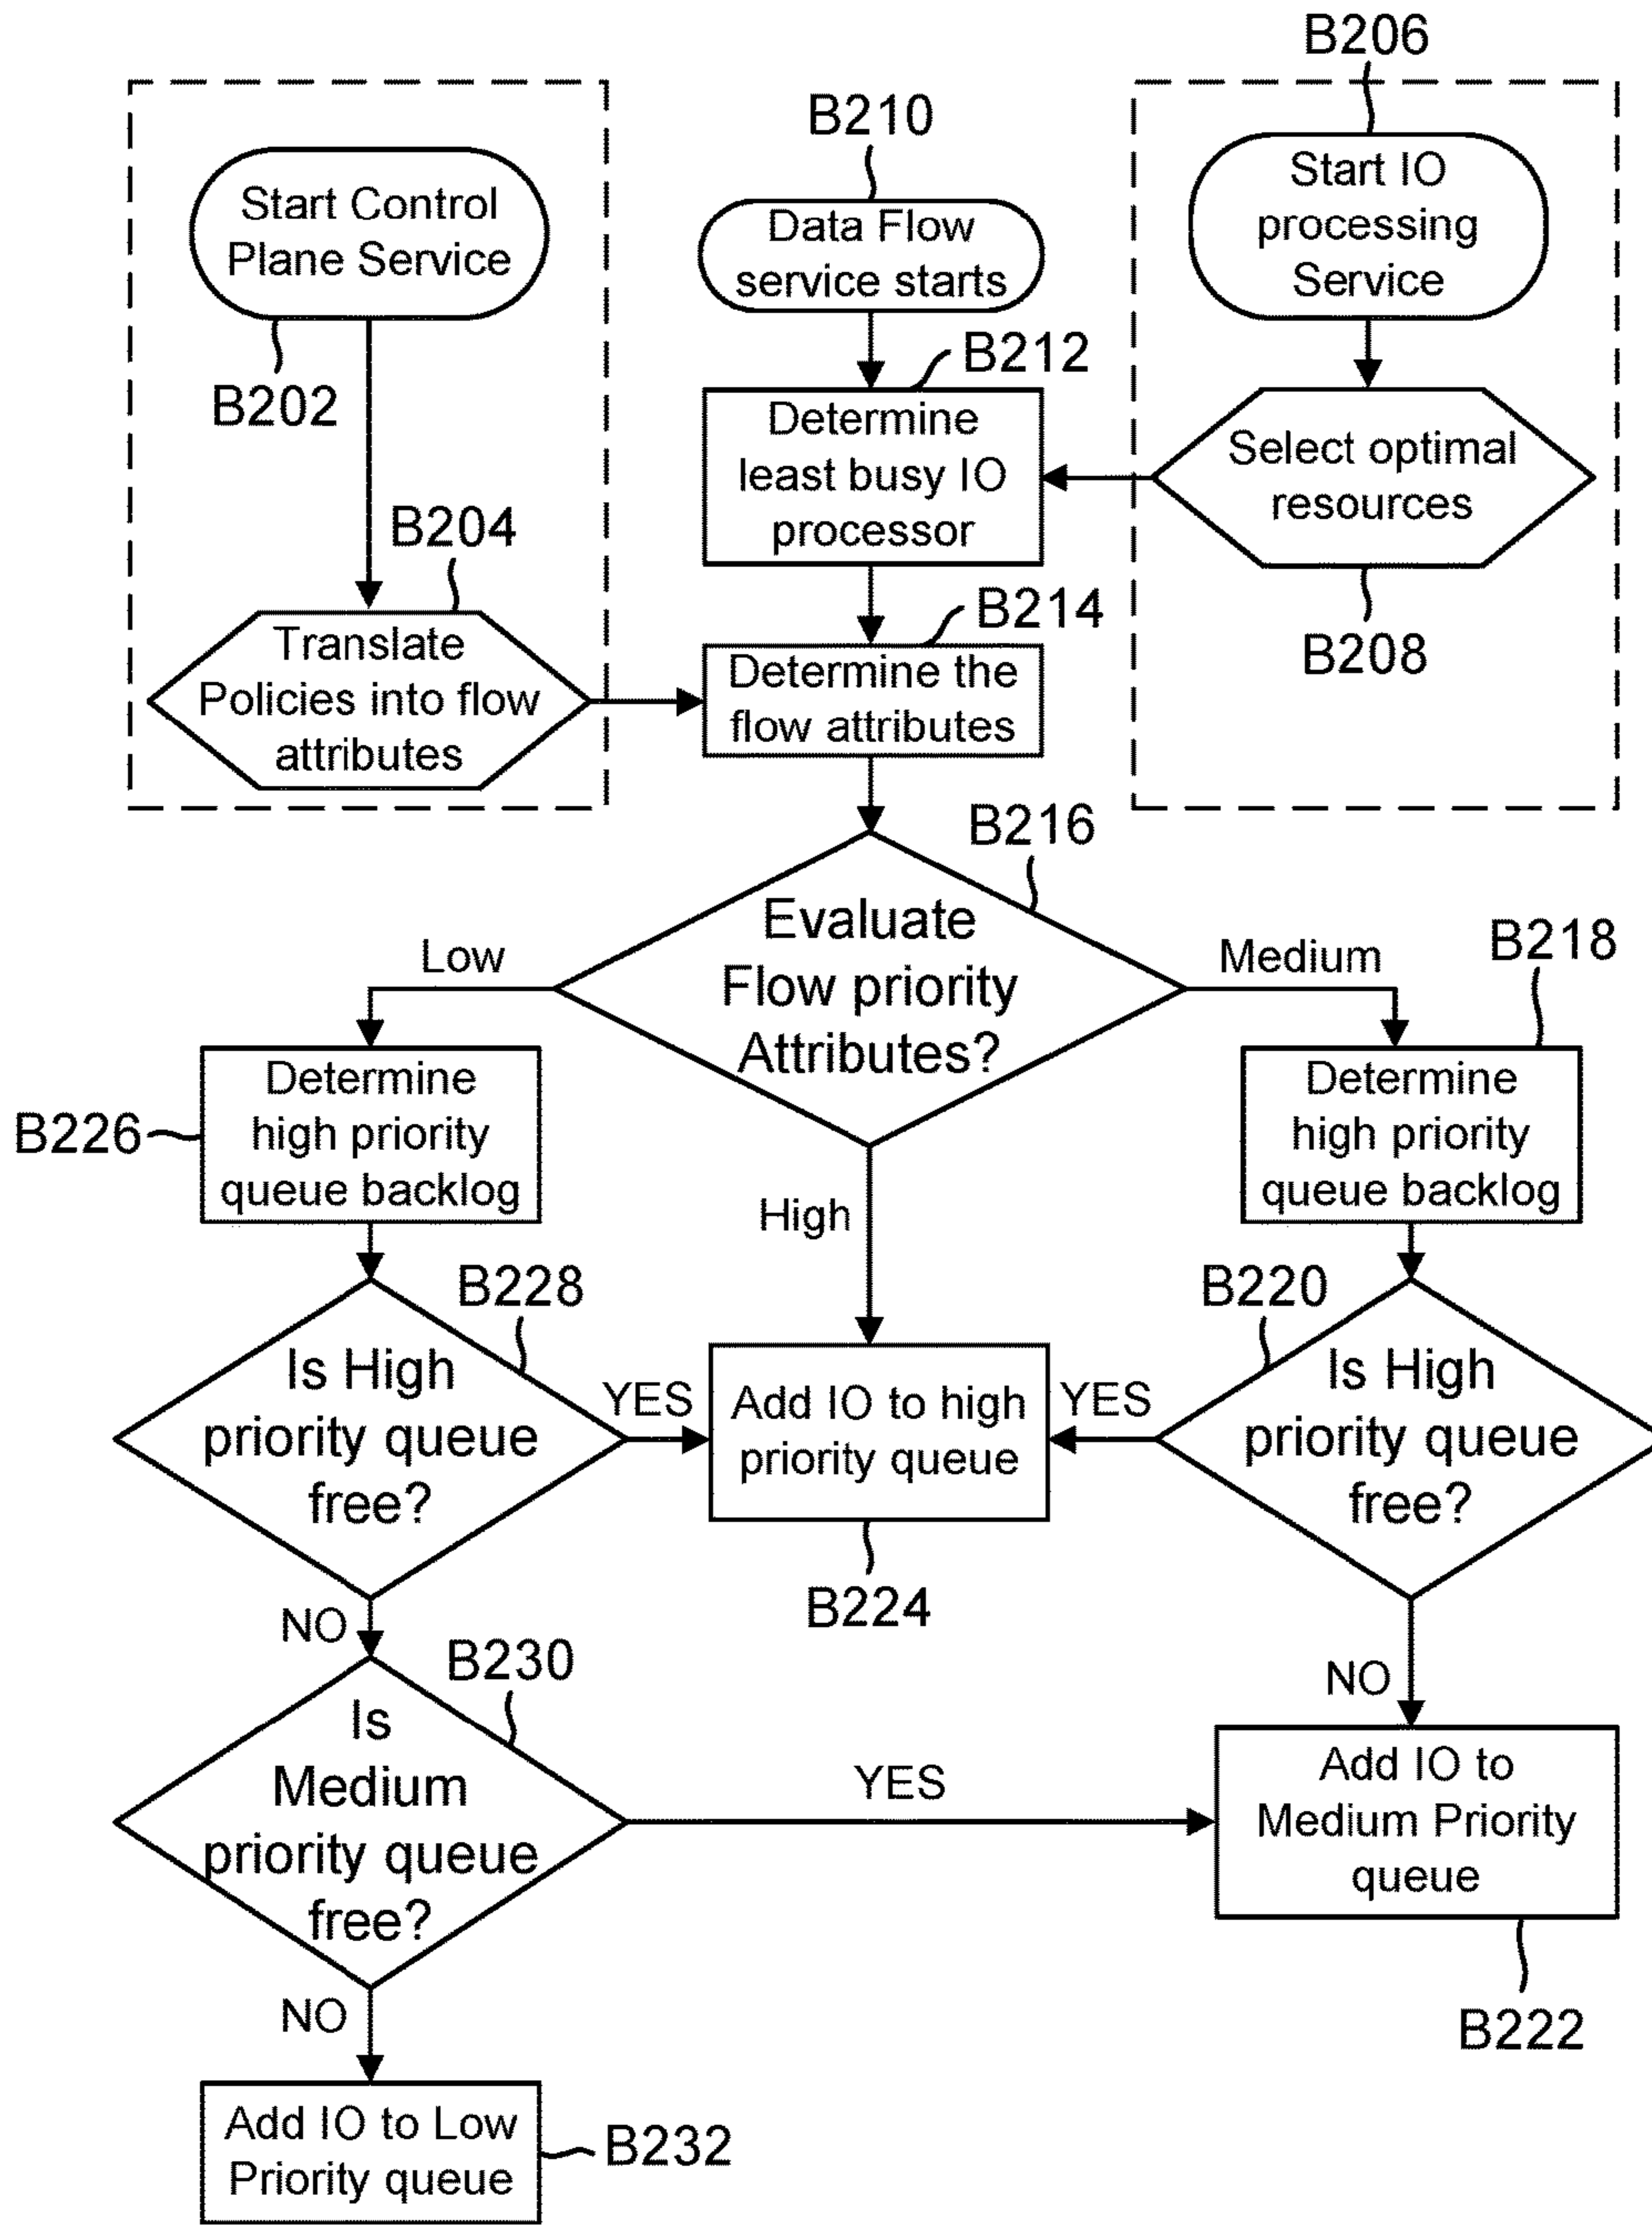 B206
B210
Start Control
Plane Service
B202
Data Flow
service starts
Start IO
processing
Service
B212
Determine
least busy IO
processor
Select optimal
resources
B208
B204
Translate
Policies into flow
attributes
B214
Determine the
flow attributes
B216
Evaluate
Flow priority
Attributes?
Low
Medium
High
B218
B226
Determine
high priority
queue backlog
Determine
high priority
queue backlog
B228
Is High
priority queue
free?
YES
Add IO to high
priority queue
B224
YES
B220
Is High
priority queue
free?
NO
NO
B230
Is
Medium
priority queue
free?
YES
Add IO to
Medium Priority
queue
B222
NO
Add IO to Low
Priority queue
B232